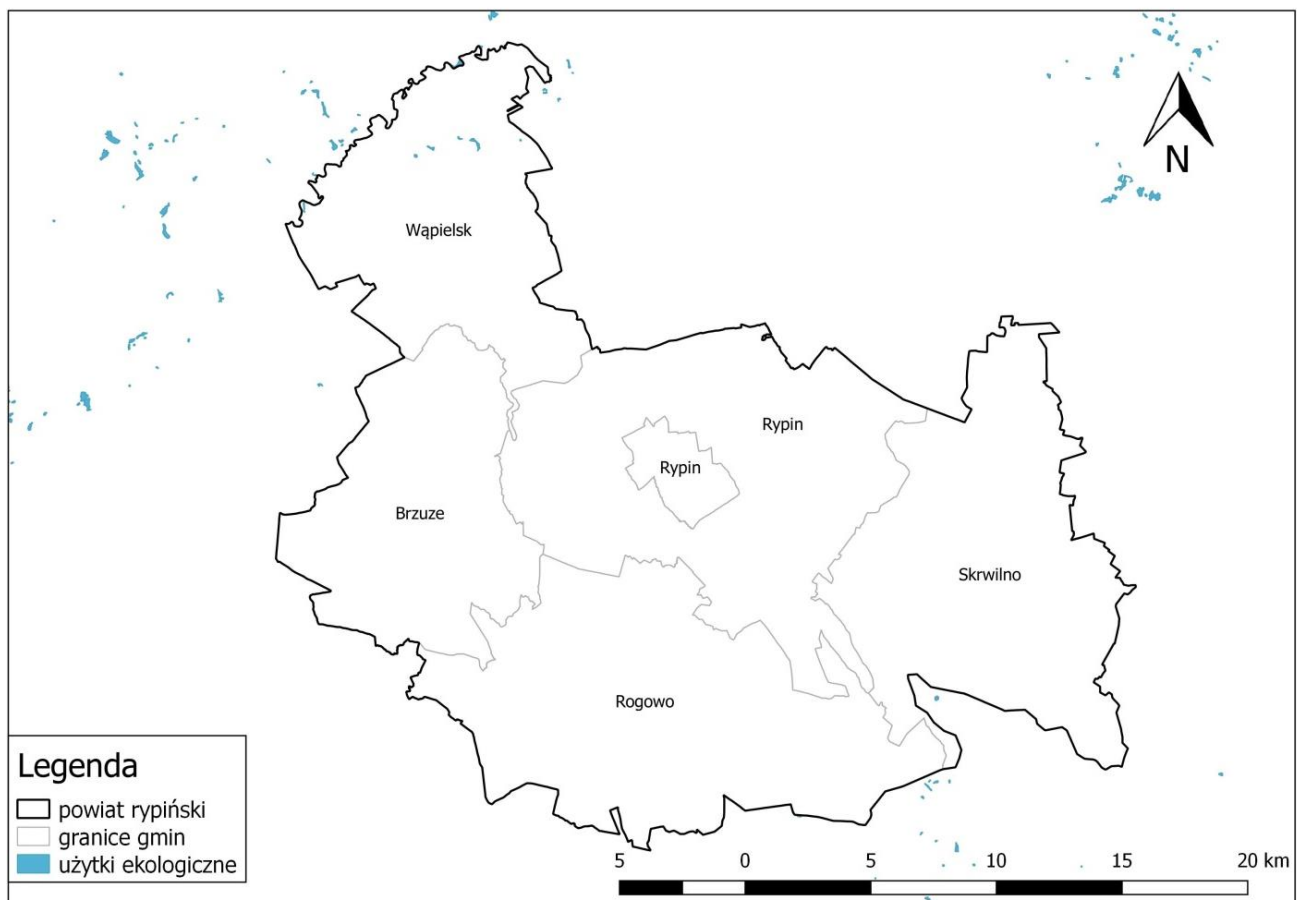 N
Wąpielsk
Rypin
Rypin
Brzuze
Skrwilno
Rogowo
Legenda
powiat rypiński
granice gmin
użytki ekologiczne
5 0 5 10 15 20 km